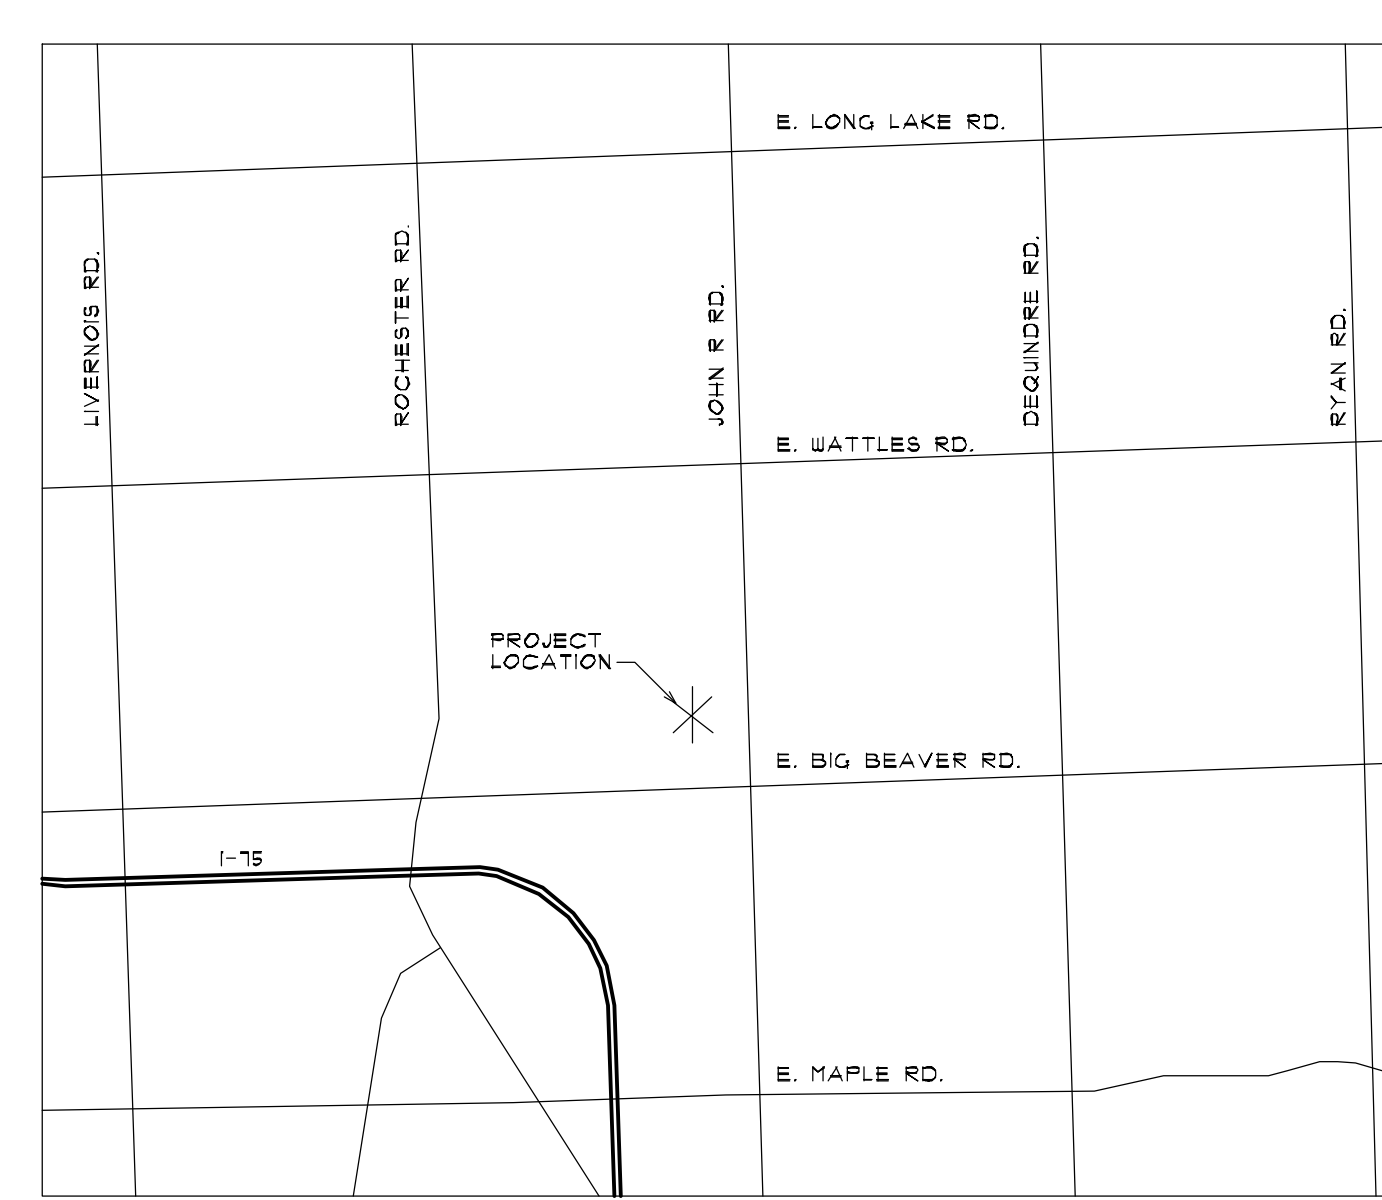 E. LONG LAKE RD.
LIVERNOIS RD.
ROCHESTER RD.
JOHN R RD.
DEQUINDRE RD.
RYAN RD.
E. WATTLES RD.
PROJECT
LOCATION
E. BIG BEAVER RD.
I-75
E. MAPLE RD.